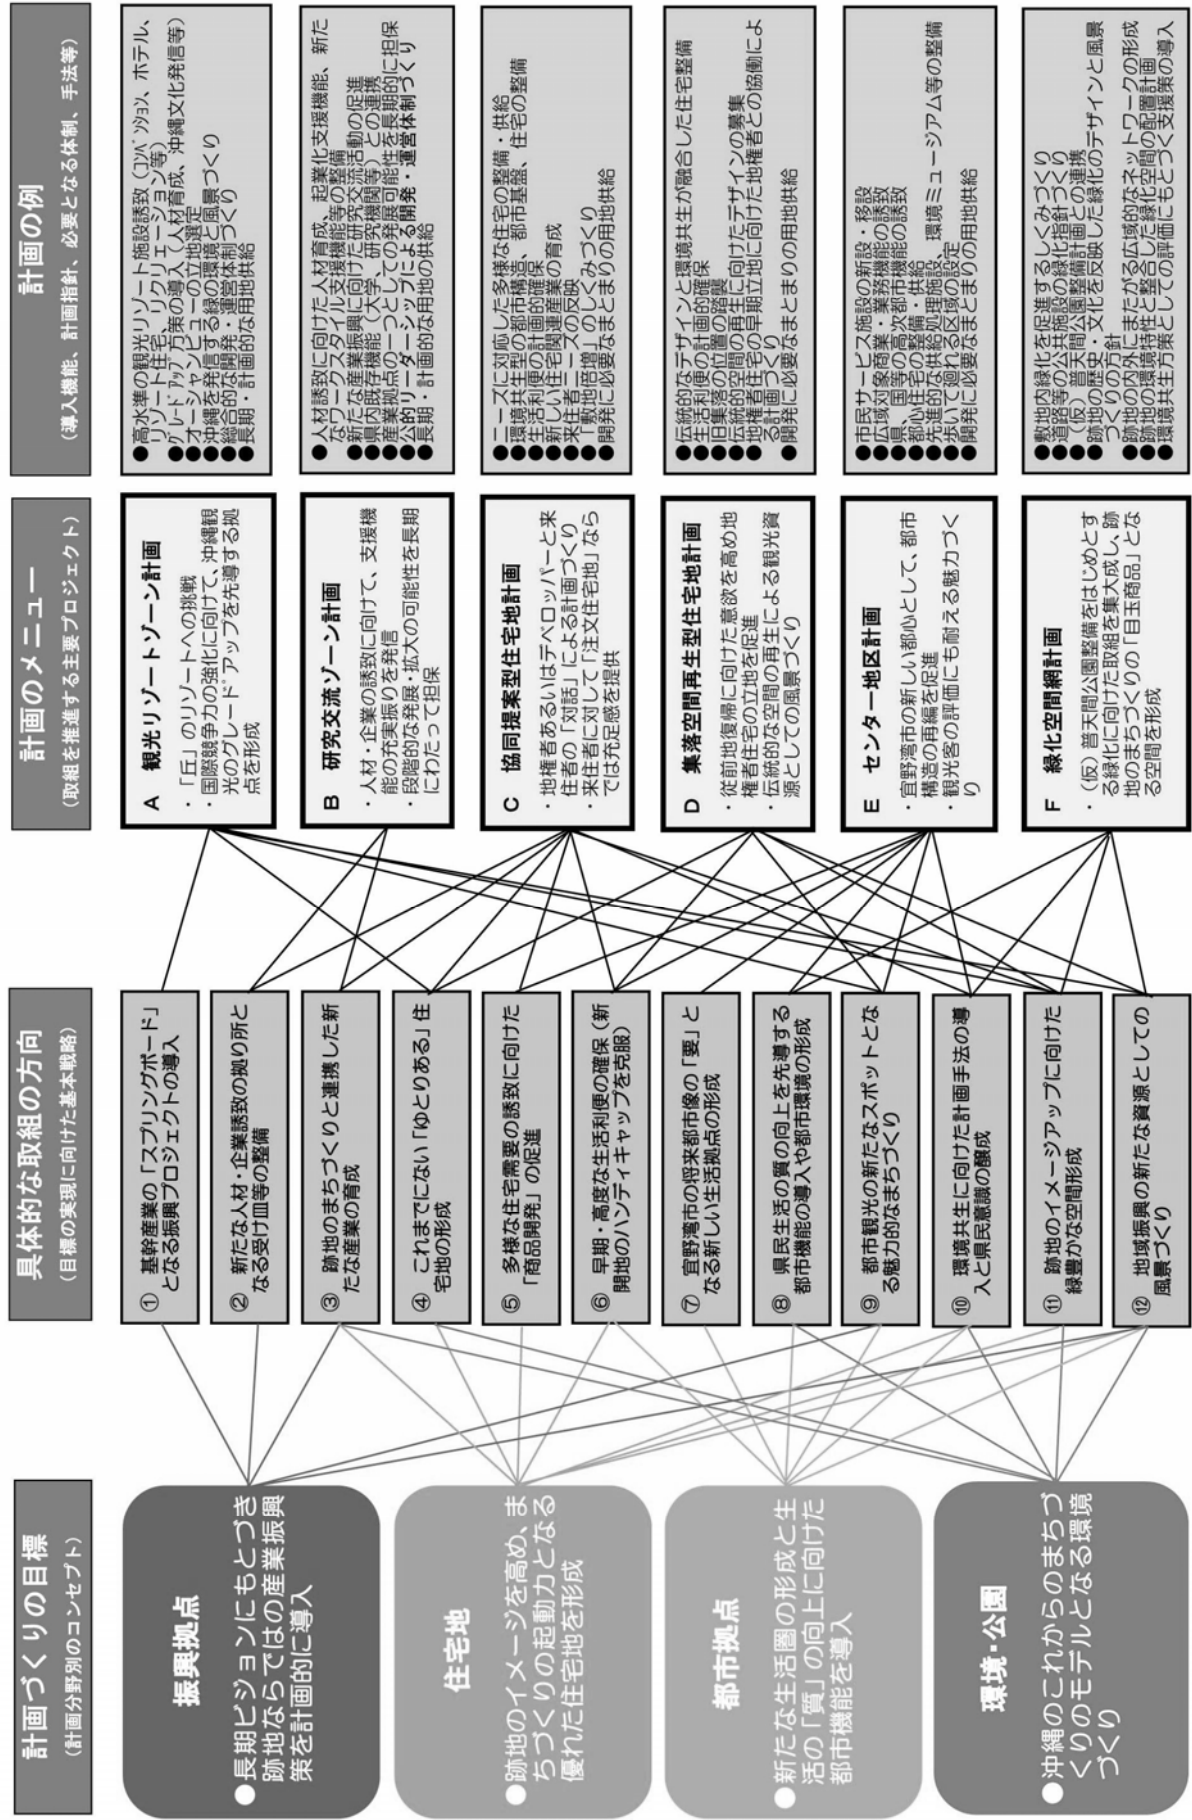 計画づくりの目標
(計画分野別のコンセプト)
振興拠点
●長期ビジョンにもとづき
跡地ならではの産業振興
策を計画的に導入
住宅地
●跡地のイメージを高め、ま
ちづくりの起動力となる
優れた住宅地を形成
都市拠点
●新たな生活圏の形成と生
活の「質」の向上に向けた
都市機能を導入
環境・公園
●沖縄のこれからのまちづ
くりのモデルとなる環境
づくり
具体的な取組の方向
(目標の実現に向けた基本戦略)
① 基幹産業の「スプリングボード」
となる振興プロジェクトの導入
② 新たな人材・企業誘致の拠り所と
なる受け皿等の整備
③ 跡地のまちづくりと連携した新
たな産業の育成
④ これまでにない「ゆとりある」住
宅地の形成
⑤ 多様な住宅需要の誘致に向けた
「商品開発」の促進
⑥ 早期・高度な生活利便の確保(新
開地のハンディキャップを克服)
⑦ 宜野湾市の将来都市像の「要」と
なる新しい生活拠点の形成
⑧ 県民生活の質の向上を先導する
都市機能の導入や都市環境の形成
⑨ 都市観光の新たなスポットとな
る魅力的なまちづくり
⑩ 環境共生に向けた計画手法の導
入と県民意識の醸成
⑪ 跡地のイメージアップに向けた
緑豊かな空間形成
⑫ 地域振興の新たな資源としての
風景づくり
計画のメニュー
(取組を推進する主要プロジェクト)
A 観光リゾートゾーン計画
・「丘」のリゾートへの挑戦
・国際競争力の強化に向けて、沖縄観
光のグレードアップを先導する拠
点を形成
B 研究交流ゾーン計画
・人材・企業の誘致に向けて、支援機
能の充実振りを発信
・段階的な発展・拡大の可能性を長期
にわたって担保
C 協同提案型住宅地計画
・地権者あるいはデベロッパーと来
住者の「対話」による計画づくり
・来住者に対して「注文住宅地」なら
では充足感を提供
D 集落空間再生型住宅地計画
・従前地復帰に向けた意欲を高め地
権者住宅の立地を促進
・伝統的な空間の再生による観光資
源としての風景づくり
E センター地区計画
・宜野湾市の新しい都心として、都市
構造の再編を促進
・観光客の評価にも耐える魅力づく
り
F 緑化空間網計画
・(仮)普天間公園整備をはじめとす
る緑化に向けた取組を集大成し、跡
地のまちづくりの「目玉商品」とな
る空間を形成
計画の例
(導入機能、計画指針、必要となる体制、手法等)
●高水準の観光リゾート施設誘致(コンベンション、ホテル、
リゾート住宅、リクリェーション等)
●グレードアップ方策の導入(人材育成、沖縄文化発信等)
●オーシャンビューの立地選定
●沖縄を発信する緑の環境と風景づくり
●総合的な開発・運営体制づくり
●長期・計画的な用地供給
●人材誘致に向けた人材育成、起業化支援機能、新た
なワークスタイル支援機能等の整備
●新たな産業振興に向けた研究交流活動の促進
●県内既存機能(大学、研究機関等)との連携
●産業拠点の一つとしての発展可能性を長期的に担保
●公的リーダーシップによる開発・運営体制づくり
●長期・計画的な用地の供給
●ニーズに対応した多様な住宅の整備・供給
●環境共生型の都市構造、都市基盤、住宅の整備
●生活利便の計画的確保
●新しい住宅関連産業の育成
●来住者ニーズの反映
●「敷地倍増」のしくみづくり
●開発に必要なまとまりの用地供給
●伝統的なデザインと環境共生が融合した住宅整備
●生活利便の計画的確保
●旧集落の位置の踏襲
●伝統的空間の再生に向けたデザインの募集
●地権者住宅の早期立地に向けた地権者との協働によ
る計画づくり
●開発に必要なまとまりの用地供給
●市民サービス施設の新設・移設
●広域対象商業・業務機能の誘致
●県、国等の高次都市機能の誘致
●都心住宅の整備・供給
●先進的な供給処理施設、環境ミュージアム等の整備
●歩いて廻れる区域の設定
●開発に必要なまとまりの用地供給
●敷地内緑化を促進するしくみづくり
●道路等の公共施設の緑化指針づくり
●(仮)普天間公園整備計画との連携
●跡地の歴史・文化を反映した緑化のデザインと風景
づくりの方針
●跡地の内外にまたがる広域的なネットワークの形成
●跡地の環境特性と整合した緑化空間の配置計画
●環境共生方策としての評価にもとづく支援策の導入